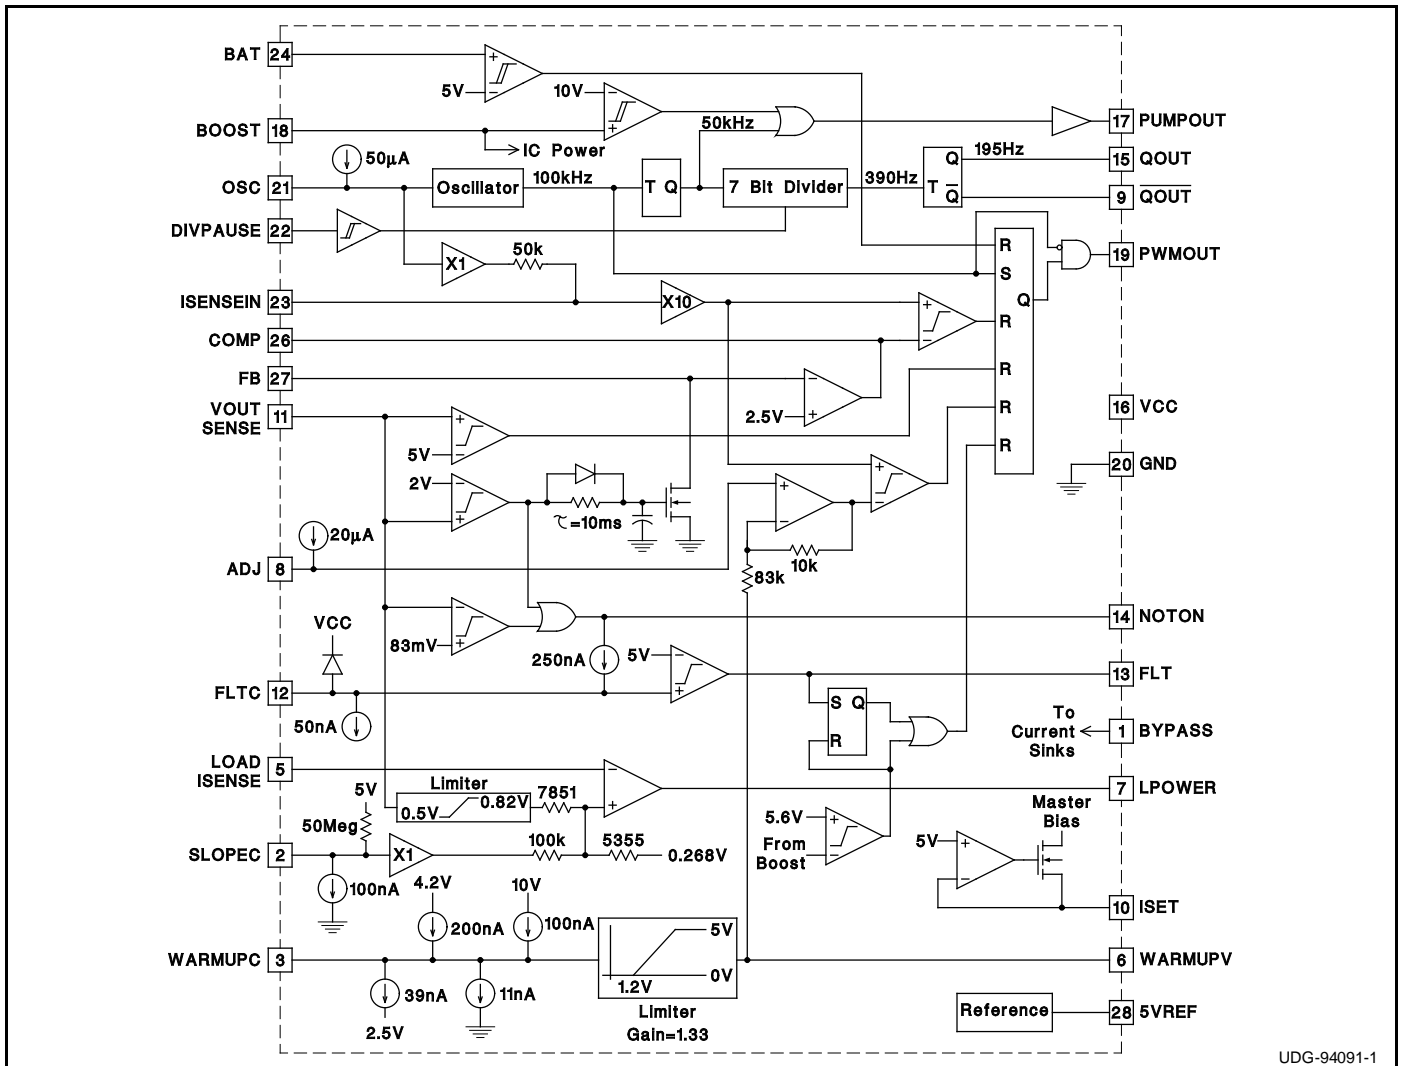 BAT 24
5V
10V
BOOST 18
IC Power
50kHz
17 PUMPOUT
50µA
OSC 21
Oscillator
100kHz
T Q
7 Bit Divider
390Hz
T Q Q
195Hz
15 QOUT
9 QOUT
DIVPAUSE 22
X1
50k
R
S
Q
R
R
R
R
19 PWMOUT
ISENSEIN 23
X10
COMP 26
FB 27
2.5V
VOUT
SENSE 11
5V
2V
τ=10ms
16 VCC
20 GND
20µA
ADJ 8
10k
83k
83mV
14 NOTON
VCC
250nA
5V
13 FLT
FLTC 12
50nA
S Q
R
To
Current
Sinks
1 BYPASS
LOAD
ISENSE 5
Limiter
0.5V 0.82V
7851
7 LPOWER
5V
50Meg
SLOPEC 2
X1
100k
5355
0.268V
100nA
5.6V
From
Boost
Master
Bias
5V
10 ISET
4.2V
200nA
10V
100nA
WARMUPC 3
39nA
2.5V
11nA
5V
0V
1.2V
Limiter
Gain=1.33
6 WARMUPV
Reference
28 5VREF
UDG-94091-1